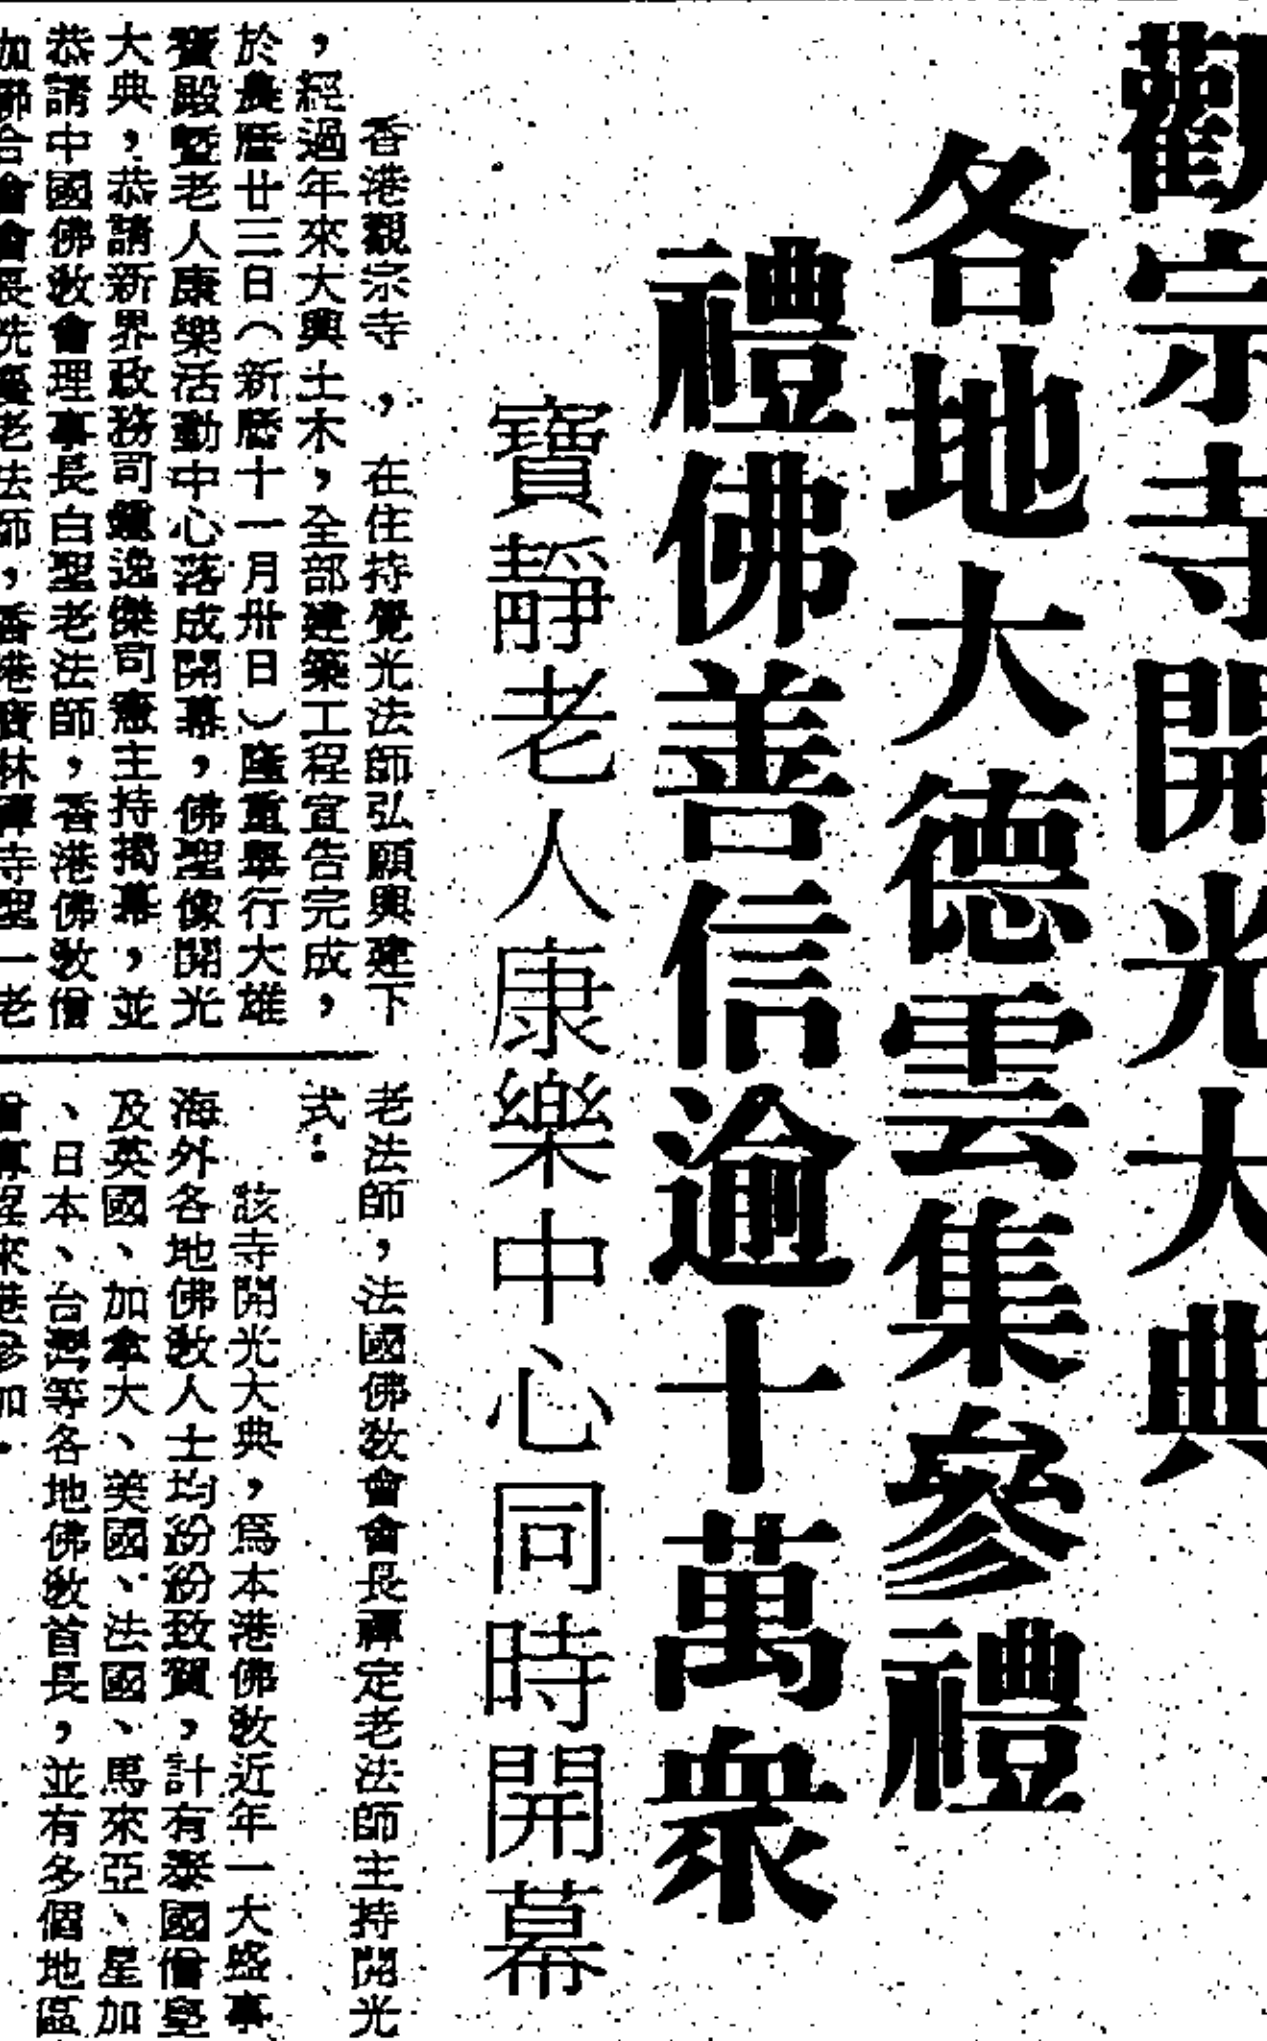 觀宗寺開光大典
各地大德雲集參禮
禮佛善信逾十萬衆
寶靜老人康樂中心同時開幕
香港觀宗寺，在住持覺光法師弘願興建下
，經過年來大興土木，全部建築工程宣告完成，
於農曆廿三日（新曆十一月卅日）隆重舉行大雄
寶殿暨老人康樂活動中心落成開幕，佛聖像開光
大典，恭請新界政務司鍾逸傑司憲主持揭幕，並
恭請中國佛教會理事長白聖老法師，香港佛教僧
伽聯合會會長洗塵老法師，香港寶林禪寺聖一老
老法師，法國佛教會會長禪定老法師主持開光
式：
該寺開光大典，爲本港佛教近年一大盛事
海外各地佛教人士均紛紛致賀，計有泰國僧皇
及英國、加拿大、美國、法國、馬來亞、星加
、日本、台灣等各地佛教首長，並有多個地區
會專程來港參加．